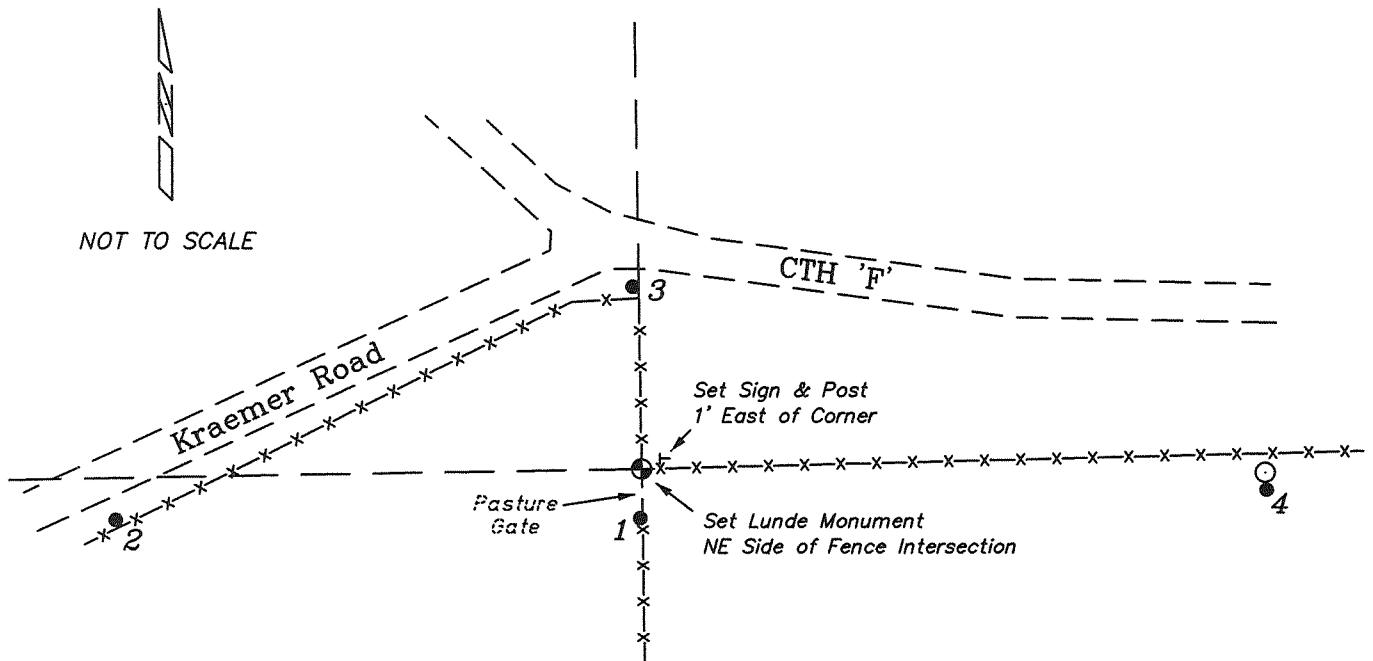 N
NOT TO SCALE
CTH 'F'
3
Kraemer Road
Set Sign & Post
1' East of Corner
Pasture
Gate
2
1
Set Lunde Monument
NE Side of Fence Intersection
4